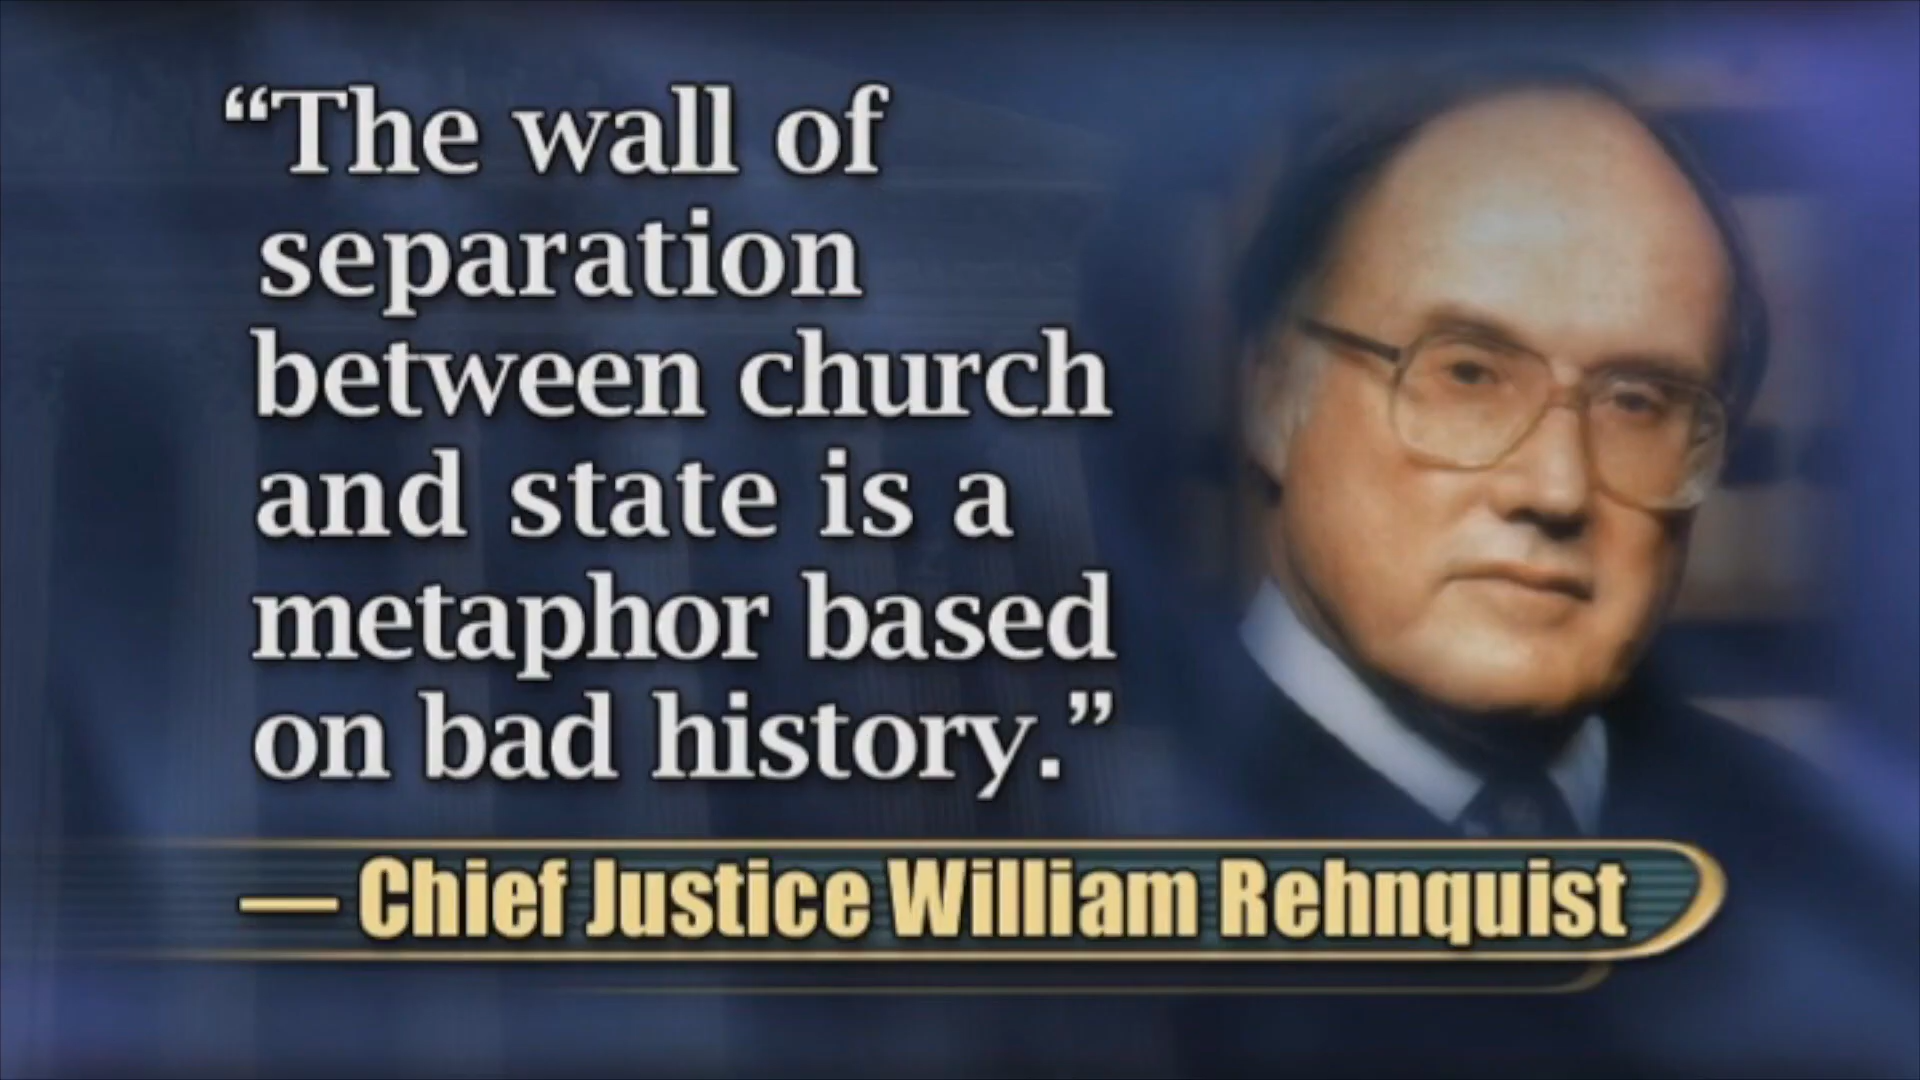 “The wall of
separation
between church
and state is a
metaphor based
on bad history.”
— Chief Justice William Rehnquist